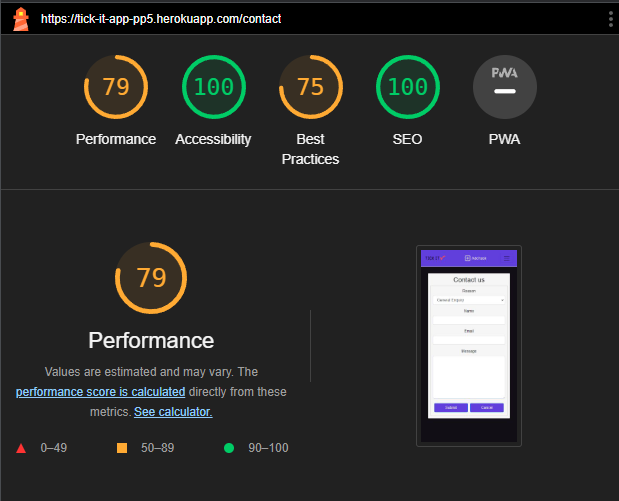 https://tick-it-app-pp5.herokuapp.com/contact
79
100
75
100
PWA
Performance
Accessibility
Best
Practices
SEO
PWA
79
Performance
Values are estimated and may vary. The
performance score is calculated directly from these
metrics. See calculator.
0–49
50–89
90–100
TICK IT
Contact us
Reason
General Enquiry
Name
Email
Message
Submit
Cancel